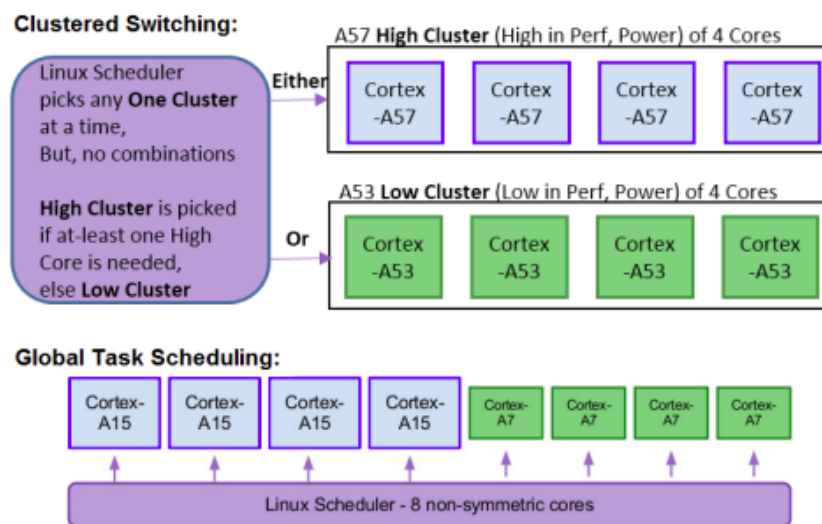 Clustered Switching:
A57 High Cluster (High in Perf, Power) of 4 Cores
Linux Scheduler
picks any One Cluster
at a time,
But, no combinations
High Cluster is picked
if at-least one High
Core is needed,
else Low Cluster
Either
Cortex
-A57
Cortex
-A57
Cortex
-A57
Cortex
-A57
A53 Low Cluster (Low in Perf, Power) of 4 Cores
Or
Cortex
-A53
Cortex
-A53
Cortex
-A53
Cortex
-A53
Global Task Scheduling:
Cortex-
A15
Cortex-
A15
Cortex-
A15
Cortex-
A15
Cortex-
A7
Cortex-
A7
Cortex-
A7
Cortex-
A7
Linux Scheduler - 8 non-symmetric cores